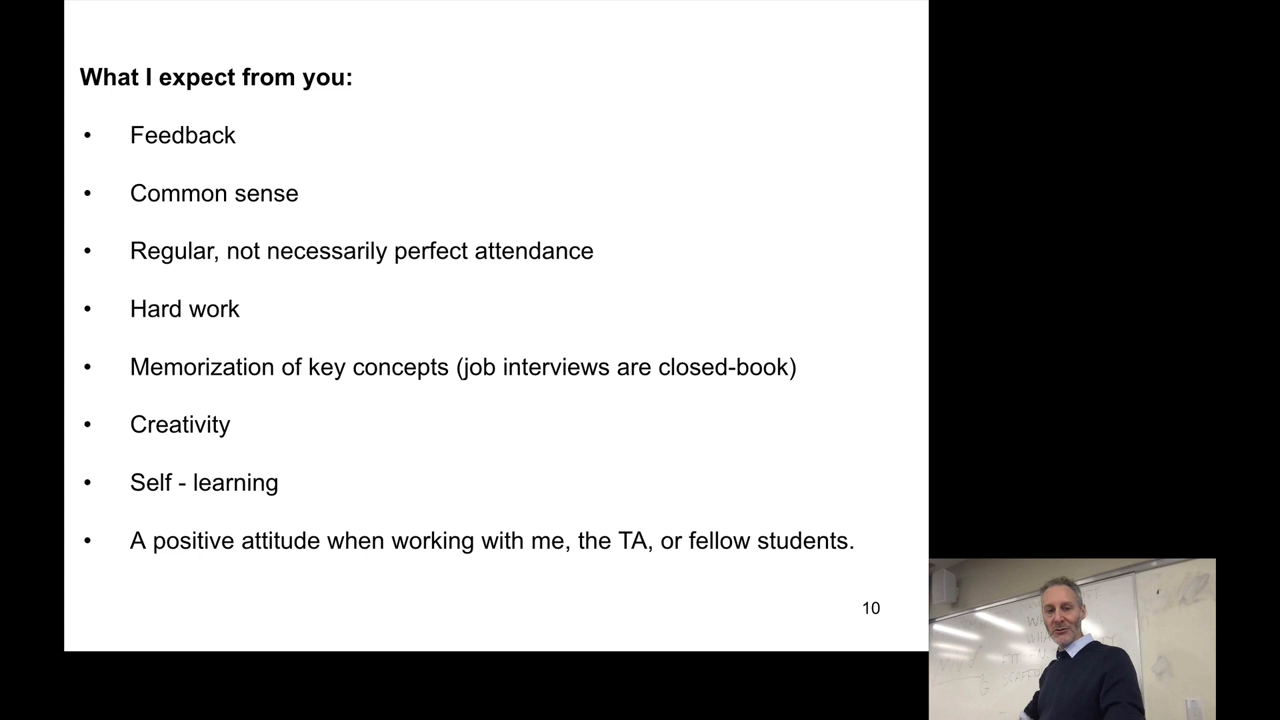 What I expect from you:
• Feedback
• Common sense
• Regular, not necessarily perfect attendance
• Hard work
• Memorization of key concepts (job interviews are closed-book)
• Creativity
• Self - learning
• A positive attitude when working with me, the TA, or fellow students.
10